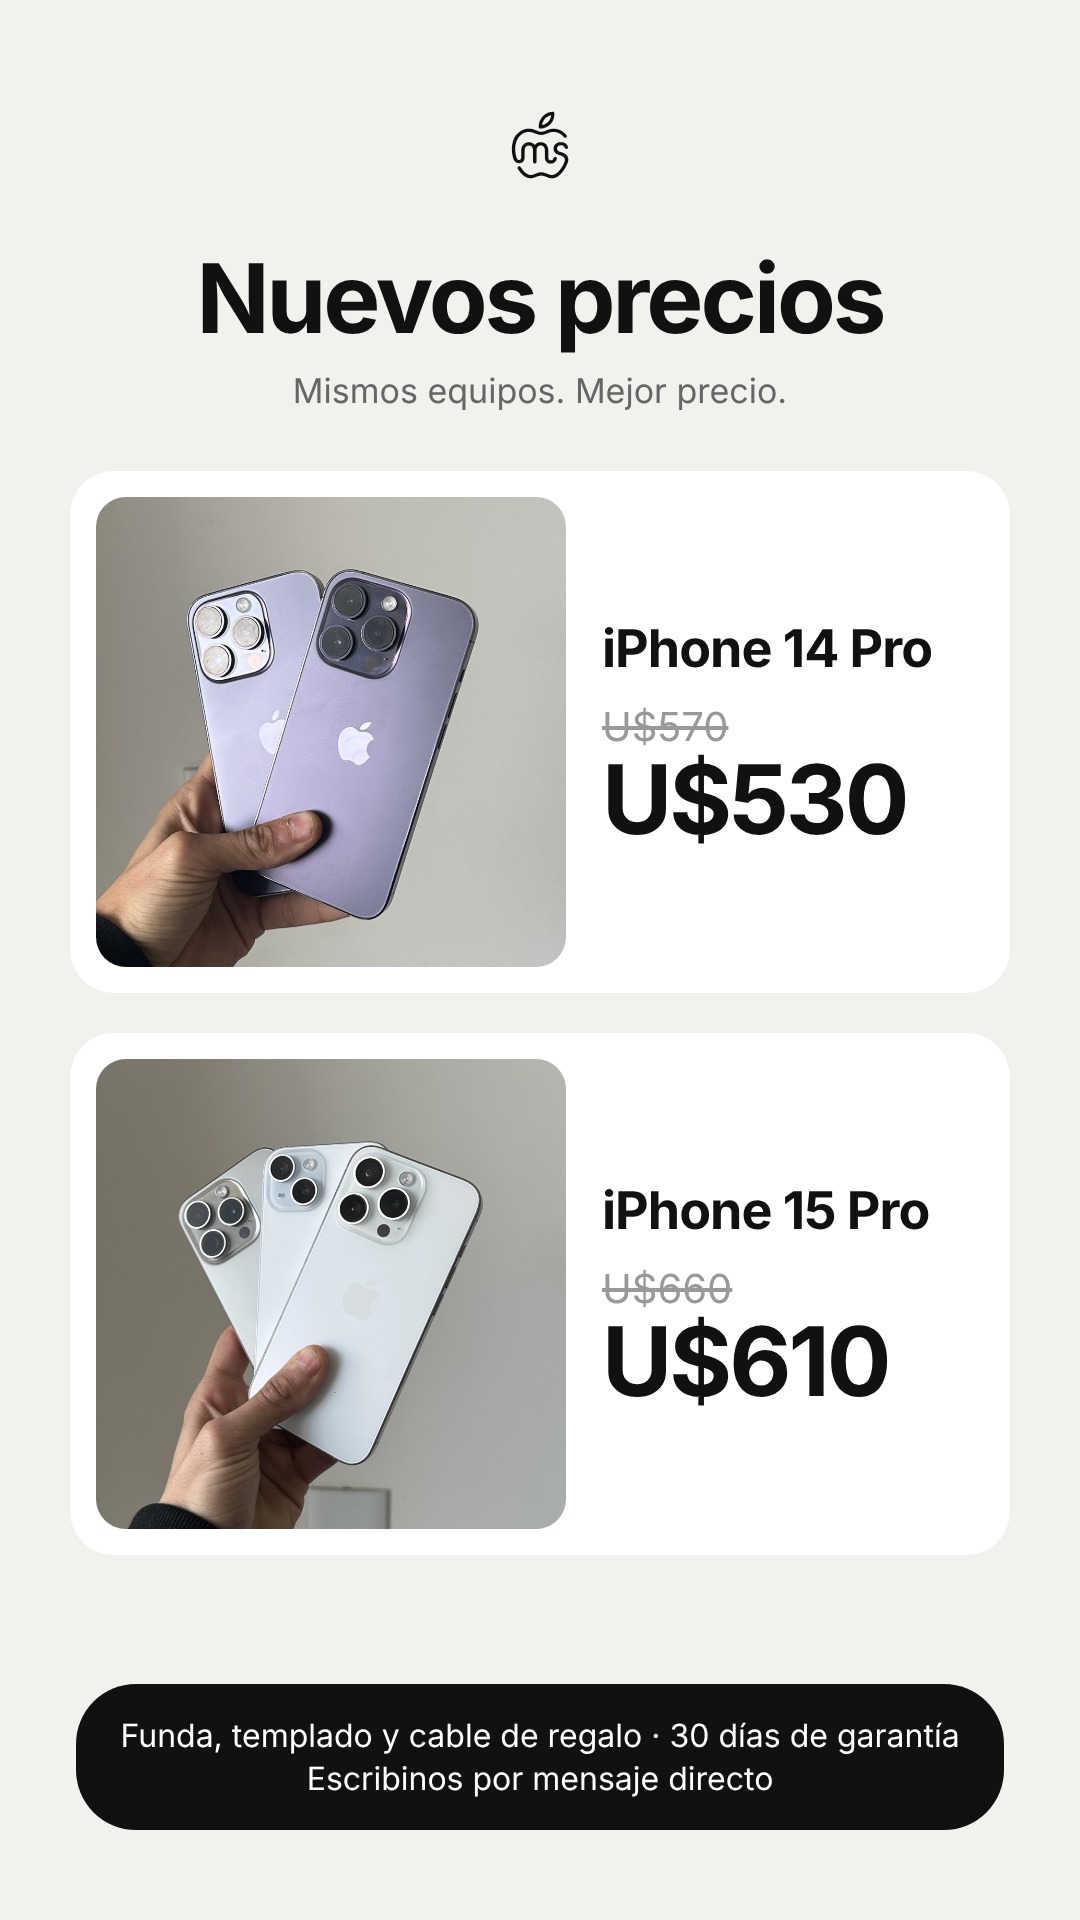 ms
Nuevos precios
Mismos equipos. Mejor precio.
iPhone 14 Pro
U$570
U$530
iPhone 15 Pro
U$660
U$610
Funda, templado y cable de regalo · 30 días de garantía
Escribinos por mensaje directo